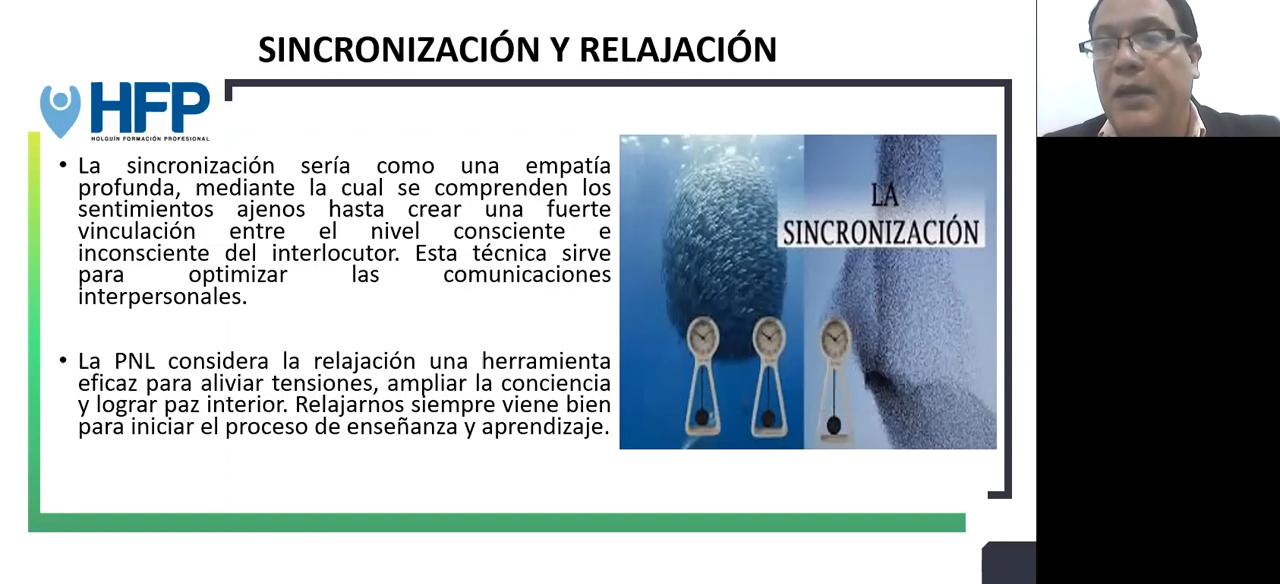 SINCRONIZACIÓN Y RELAJACIÓN
HFP
HOLGUÍN FORMACIÓN PROFESIONAL
• La sincronización sería como una empatía
profunda, mediante la cual se comprenden los
sentimientos ajenos hasta crear una fuerte
vinculación entre el nivel consciente e
inconsciente del interlocutor. Esta técnica sirve
para optimizar las comunicaciones
interpersonales.
• La PNL considera la relajación una herramienta
eficaz para aliviar tensiones, ampliar la conciencia
y lograr paz interior. Relajarnos siempre viene bien
para iniciar el proceso de enseñanza y aprendizaje.
LA
SINCRONIZACIÓN